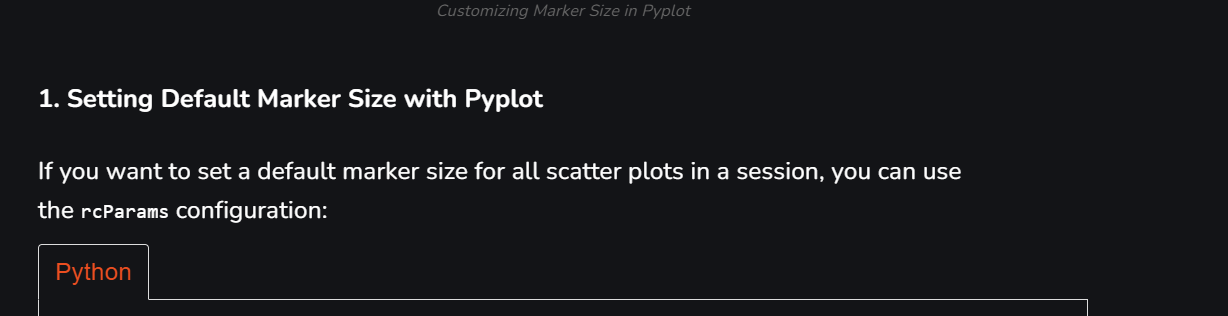 Customizing Marker Size in Pyplot
1. Setting Default Marker Size with Pyplot
If you want to set a default marker size for all scatter plots in a session, you can use
the rcParams configuration:
Python